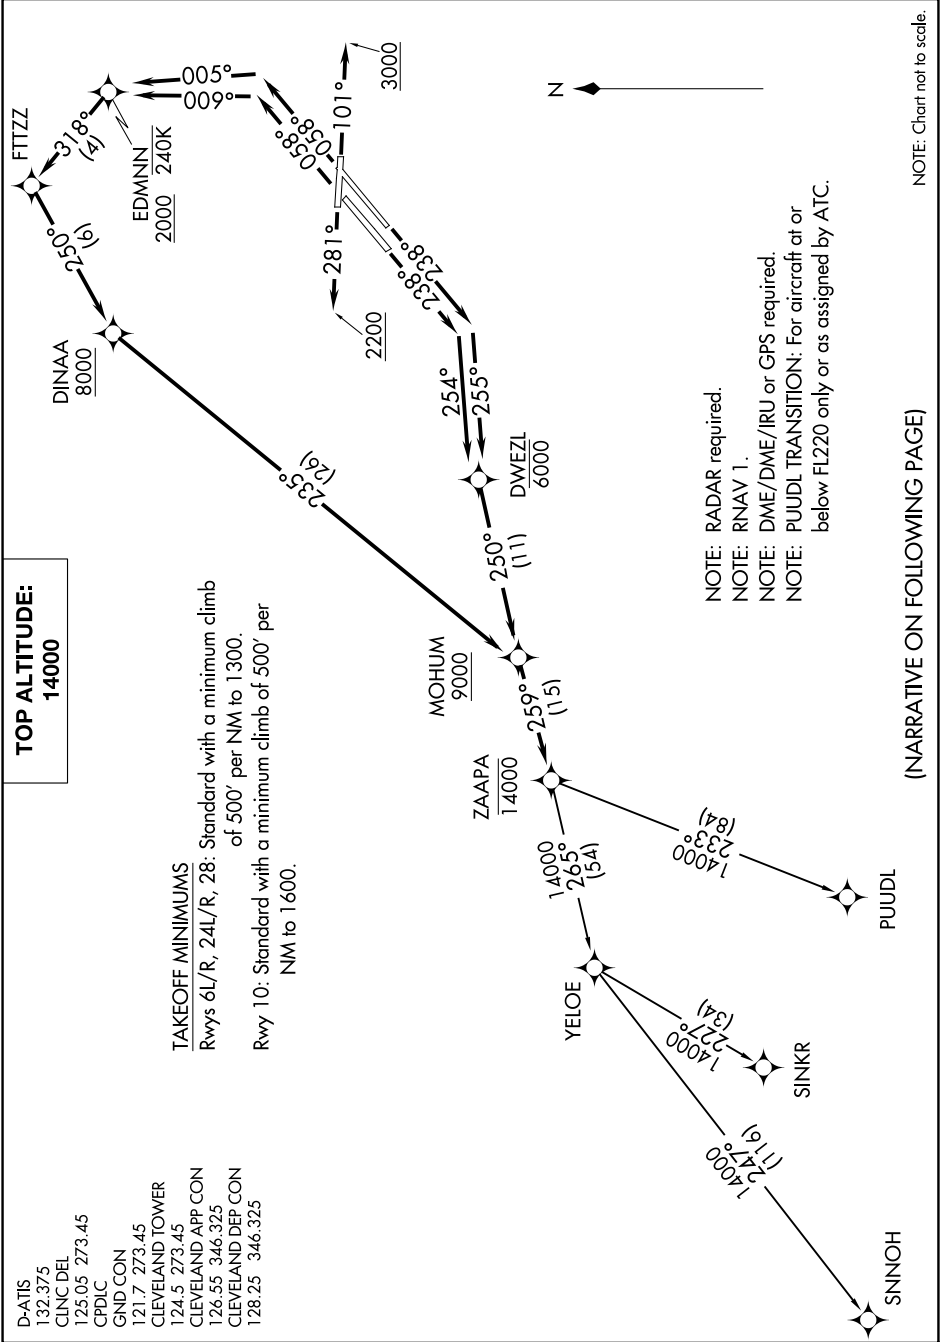 TOP ALTITUDE:
14000
D-ATIS
132.375
CLNC DEL
125.05 273.45
CPDLC
GND CON
121.7 273.45
CLEVELAND TOWER
124.5 273.45
CLEVELAND APP CON
126.55 346.325
CLEVELAND DEP CON
128.25 346.325
TAKEOFF MINIMUMS
Rwys 6L/R, 24L/R, 28: Standard with a minimum climb
of 500' per NM to 1300.
Rwy 10: Standard with a minimum climb of 500' per
NM to 1600.
FTTZZ
318°
(4)
EDMNN
2000 240K
250°
(6)
DINAA
8000
005°
009°
058°
058°
101°
3000
281°
2200
238°
238°
254°
255°
DWEZL
6000
235°
(26)
250°
(11)
MOHUM
9000
259°
(15)
ZAAPA
14000
14000
265°
(54)
14000
233°
(84)
PUUDL
YELOE
14000
227°
(34)
SINKR
14000
247°
(116)
SNNOH
N
NOTE: RADAR required.
NOTE: RNAV 1.
NOTE: DME/DME/IRU or GPS required.
NOTE: PUUDL TRANSITION: For aircraft at or
below FL220 only or as assigned by ATC.
(NARRATIVE ON FOLLOWING PAGE)
NOTE: Chart not to scale.